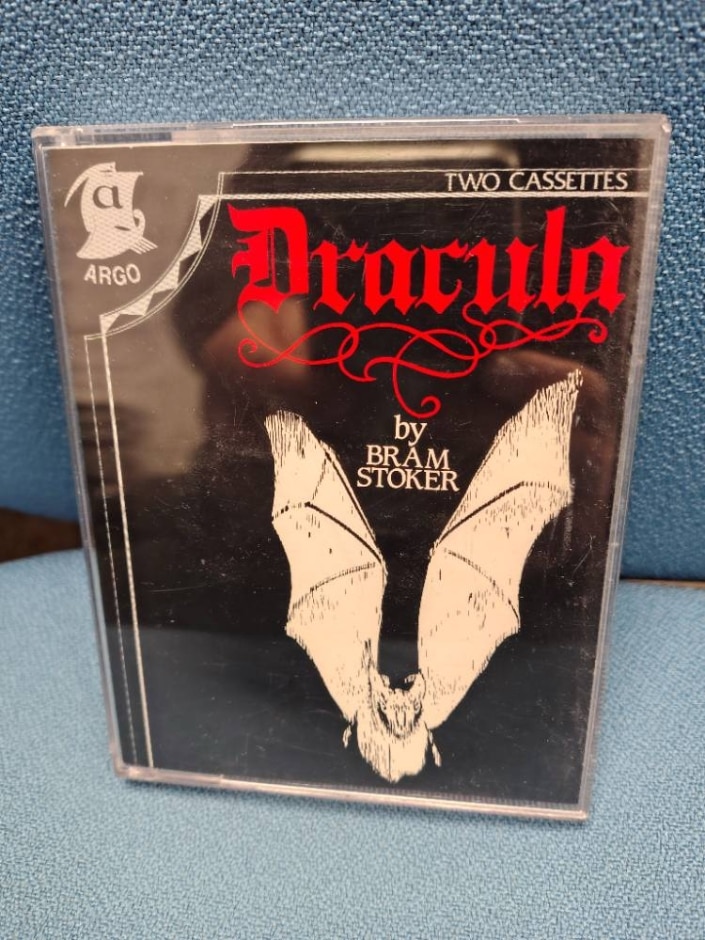 a
ARGO
TWO CASSETTES
Dracula
by
BRAM
STOKER